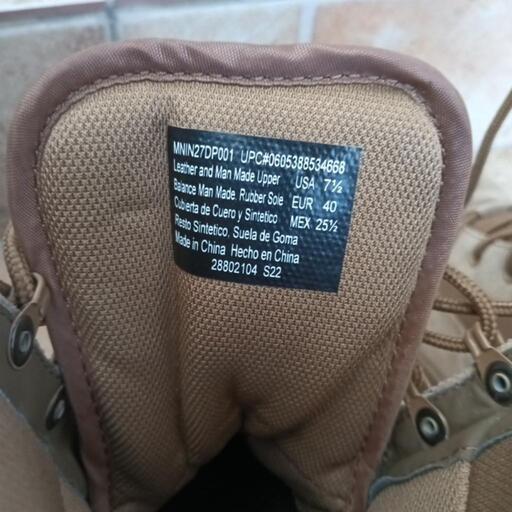 MNIN27DP001 UPC#0605388534668
Leather and Man Made Upper USA 7½
Balance Man Made. Rubber Sole EUR 40
Cubierta de Cuero y Sintetico MEX 25½
Resto Sintetico, Suela de Goma
Made in China Hecho en China
28802104 S22